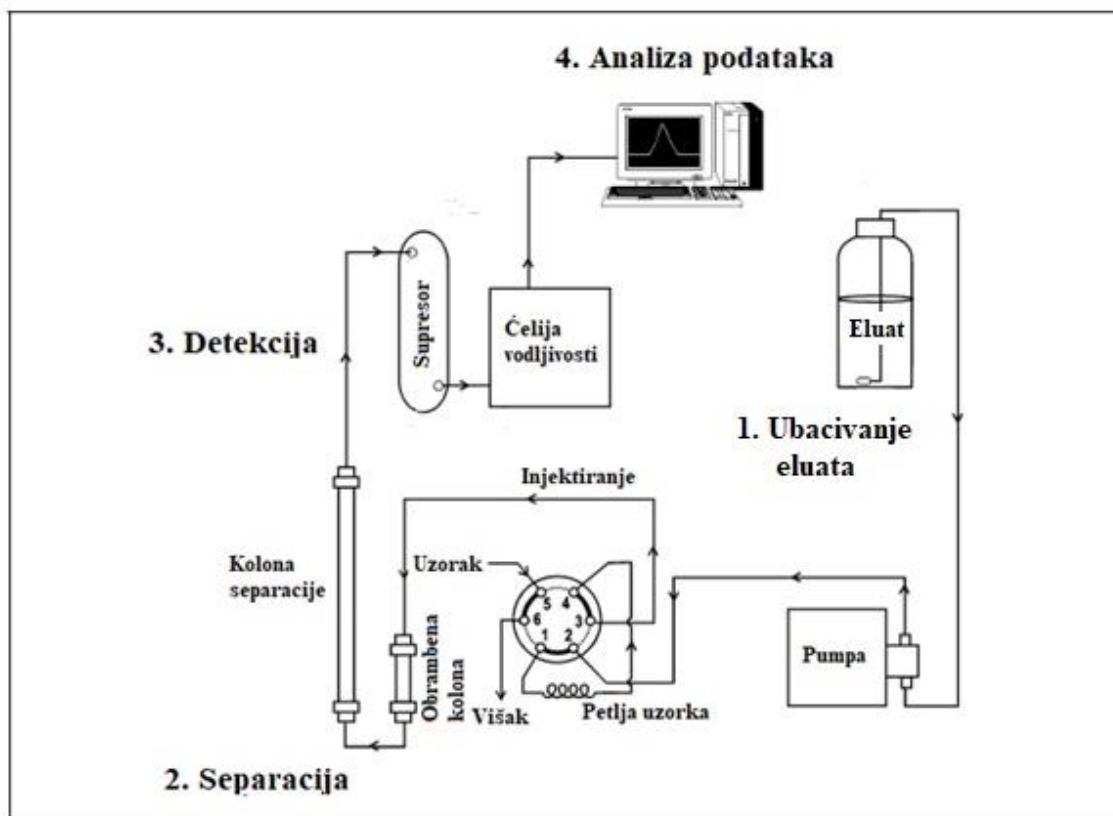 4. Analiza podataka
Supresor
Ćelija
vodljivosti
3. Detekcija
Eluat
1. Ubacivanje
eluata
Injektiranje
Kolona
separacije
Uzorak
5 4
6 3
1 2
Obrambena
kolona
Višak
Petlja uzorka
Pumpa
2. Separacija